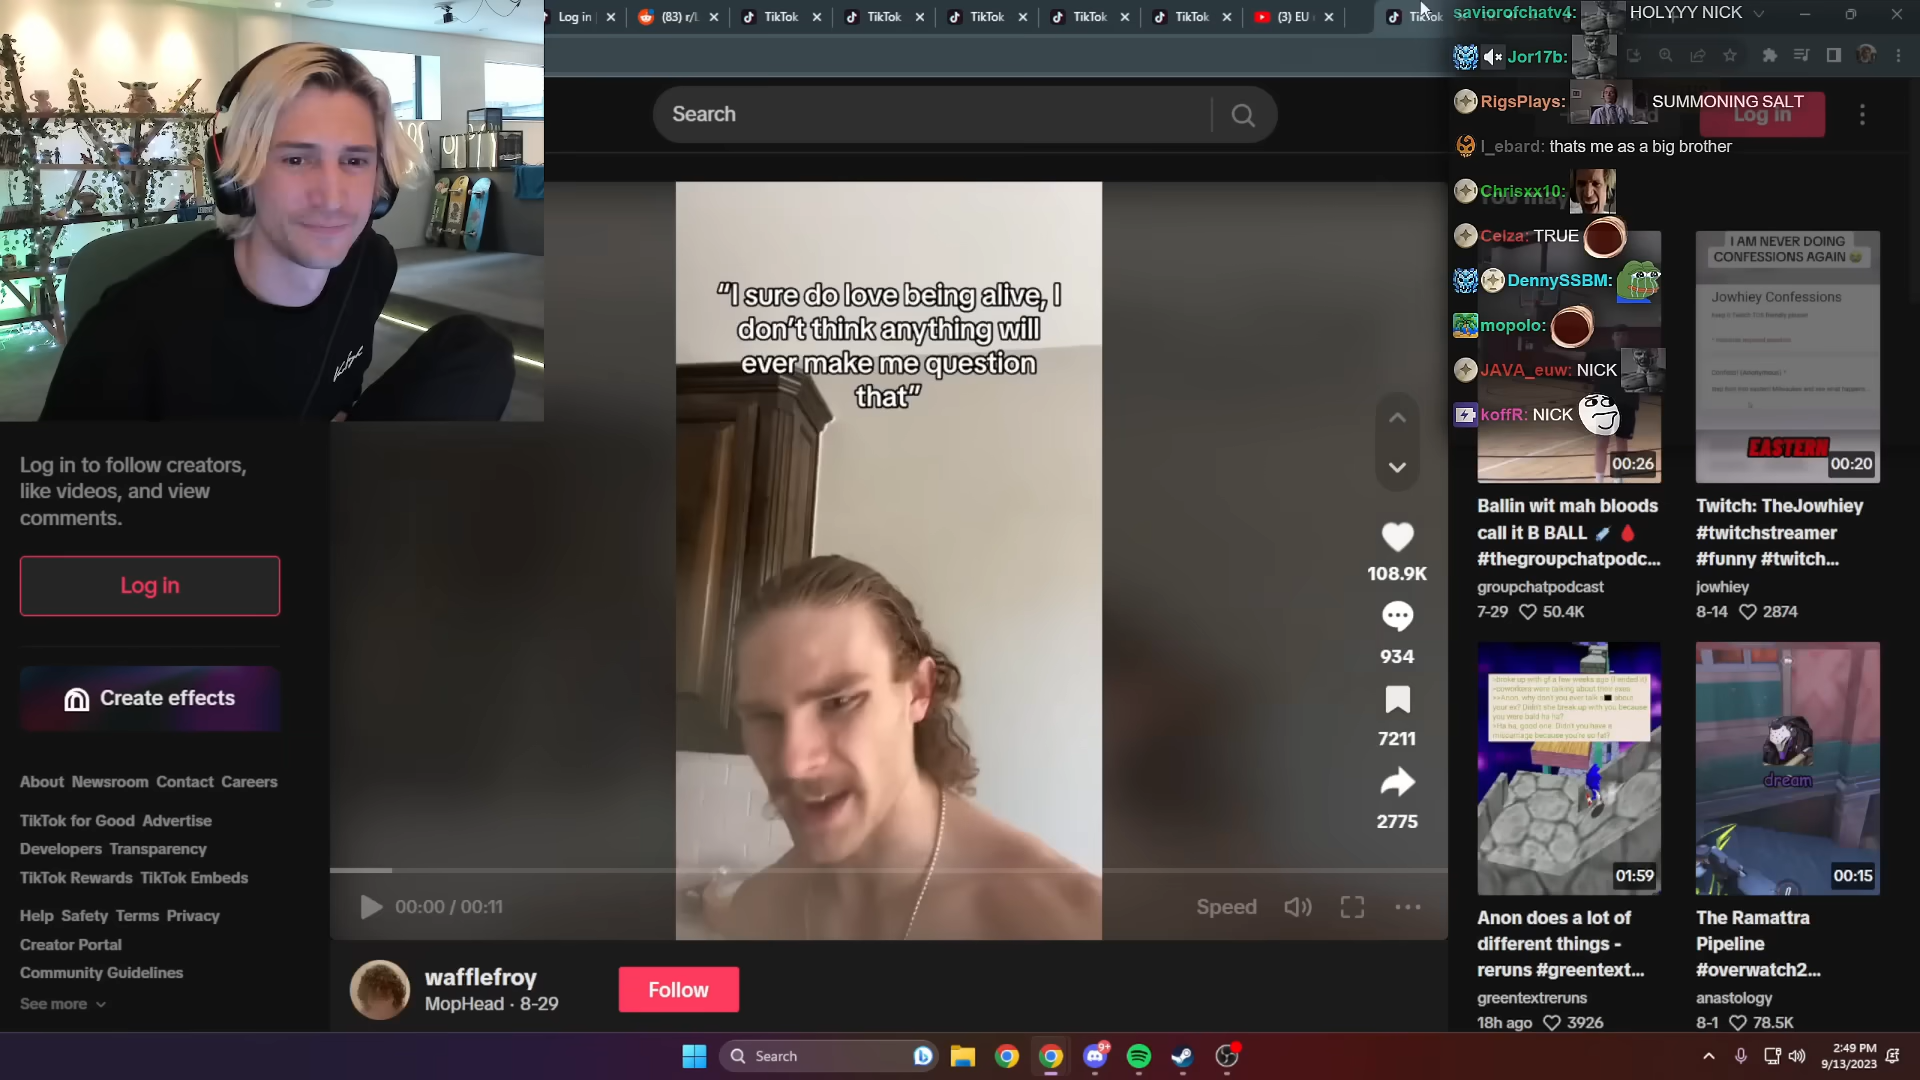 Log in
(83) r/L
TikTok
TikTok
TikTok
TikTok
TikTok
(3) EU
Search
Log in
saviorofchatv4: HOLYYY NICK
Jor17b:
RigsPlays: SUMMONING SALT
l_ebard: thats me as a big brother
Chrisxx10:
Ceiza: TRUE
DennySSBM:
mopolo:
JAVA_euw: NICK
koffR: NICK
"I sure do love being alive, I
don't think anything will
ever make me question
that"
Log in to follow creators,
like videos, and view
comments.
Log in
Create effects
About Newsroom Contact Careers
TikTok for Good Advertise
Developers Transparency
TikTok Rewards TikTok Embeds
Help Safety Terms Privacy
Creator Portal
Community Guidelines
See more
108.9K
934
7211
2775
00:00 / 00:11
Speed
wafflefroy
MopHead · 8-29
Follow
00:26
Ballin wit mah bloods
call it B BALL
#thegroupchatpodc...
groupchatpodcast
7-29 50.4K
I AM NEVER DOING
CONFESSIONS AGAIN
Jowhiey Confessions
EASTERN
00:20
Twitch: TheJowhiey
#twitchstreamer
#funny #twitch...
jowhiey
8-14 2874
01:59
Anon does a lot of
different things -
reruns #greentext...
greentextreruns
18h ago 3926
dream
00:15
The Ramattra
Pipeline
#overwatch2...
anastology
8-1 78.5K
Search
9+
2:49 PM
9/13/2023